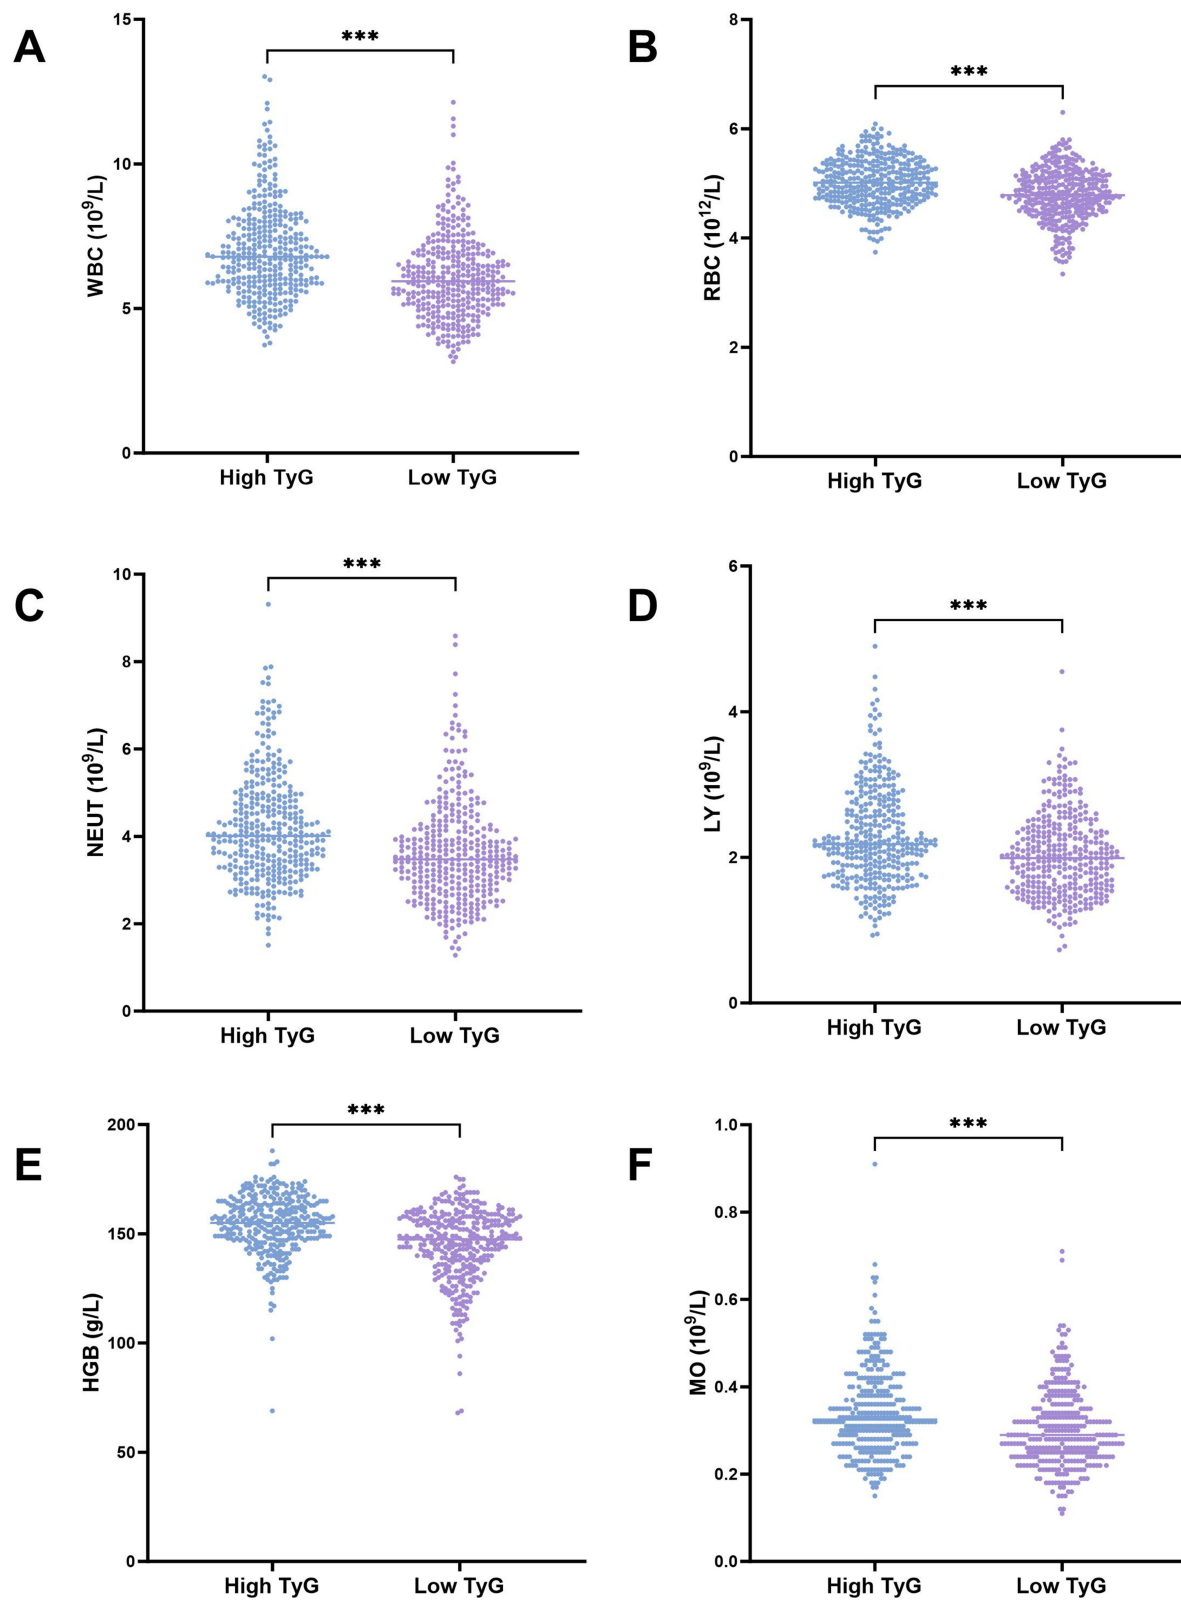 A
WBC (10⁹/L)
15
10
5
0
***
High TyG
Low TyG
B
RBC (10¹²/L)
8
6
4
2
0
***
High TyG
Low TyG
C
NEUT (10⁹/L)
10
8
6
4
2
0
***
High TyG
Low TyG
D
LY (10⁹/L)
6
4
2
0
***
High TyG
Low TyG
E
HGB (g/L)
200
150
100
50
0
***
High TyG
Low TyG
F
MO (10⁹/L)
1.0
0.8
0.6
0.4
0.2
0.0
***
High TyG
Low TyG